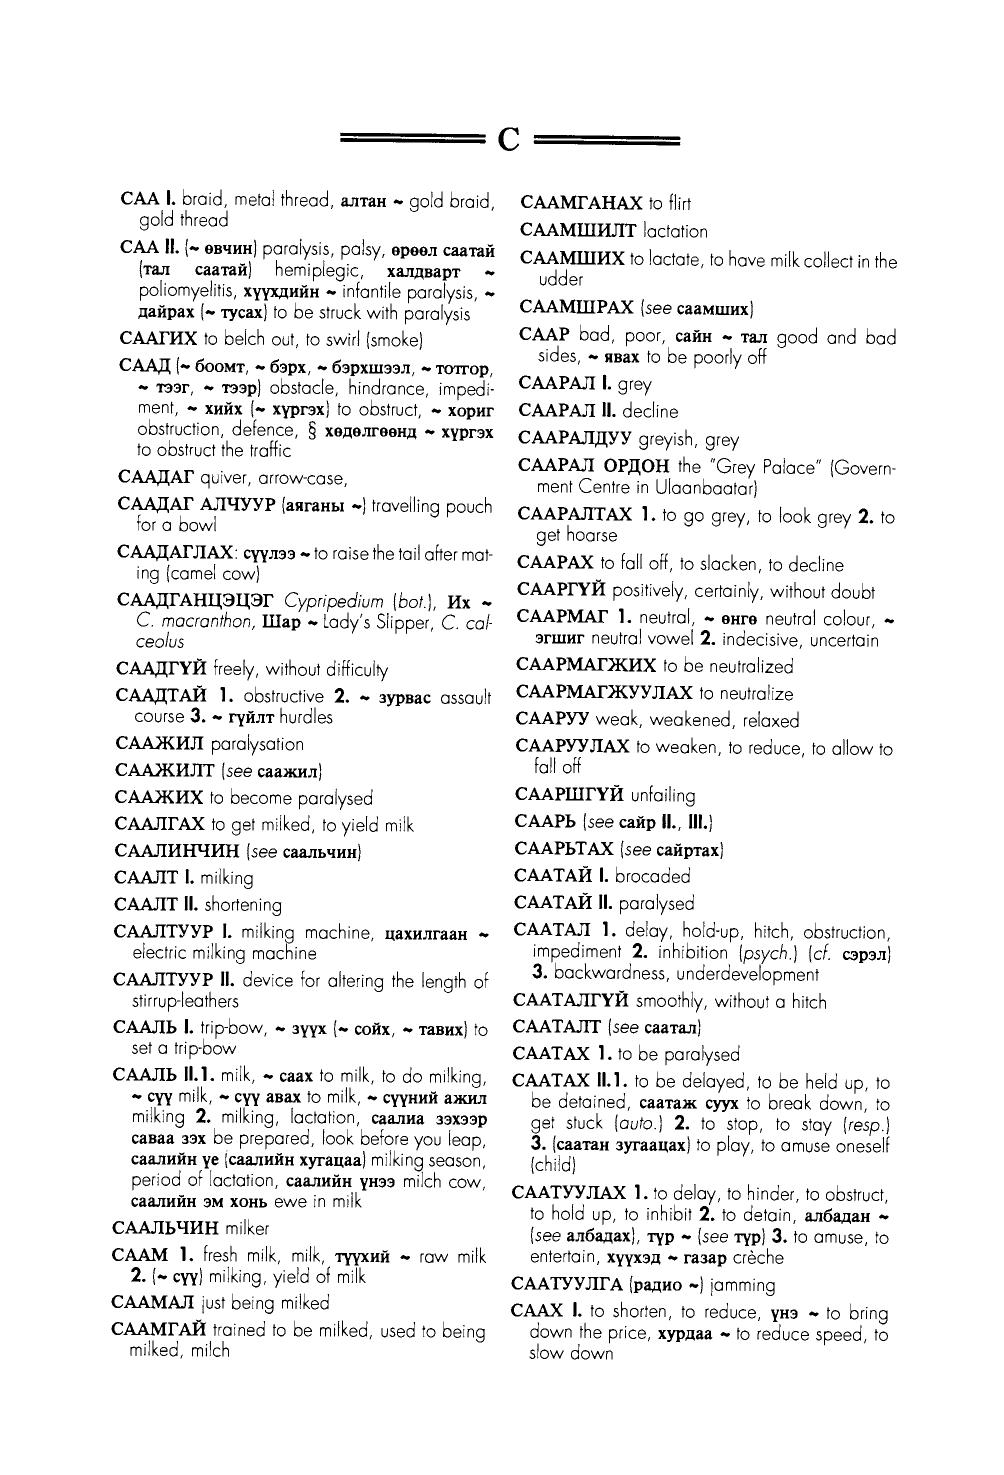 С
СAA I. braid, metal thread, алтан ~ gold braid,
gold thread
СAA II. (~ өвчин) paralysis, palsy, өрөөл саатай
(тал саатай) hemiplegic, халдварт ~
poliomyelitis, хүүхдийн ~ infantile paralysis, ~
дайрах (~ тусах) to be struck with paralysis
СААГИХ to belch out, to swirl (smoke)
СААД (~ боомт, ~ бэрх, ~ бэрхшээл, ~ тотгор,
~ тээг, ~ тээр) obstacle, hindrance, impedi-
ment, ~ хийх (~ хүргэх) to obstruct, ~ хориг
obstruction, defence, § хөдөлгөөнд ~ хүргэх
to obstruct the traffic
СААДАГ quiver, arrow-case,
СААДАГ АЛЧУУР (аяганы ~) travelling pouch
for a bowl
СААДАГЛАХ: сүүлээ ~ to raise the tail after mat-
ing (camel cow)
СААДГАНЦЭЦЭГ Cypripedium (bot.), Их ~
C. macranthon, Шар ~ Lady's Slipper, C. cal-
ceolus
СААДГҮЙ freely, without difficulty
СААДТАЙ 1. obstructive 2. ~ зурвас assault
course 3. ~ гүйлт hurdles
СААЖИЛ paralysation
СААЖИЛТ (see саажил)
СААЖИХ to become paralysed
СААЛГАХ to get milked, to yield milk
СААЛИНЧИН (see саальчин)
СААЛТ I. milking
СААЛТ II. shortening
СААЛТУУР I. milking machine, цахилгаан ~
electric milking machine
СААЛТУУР II. device for altering the length of
stirrup-leathers
СААЛЬ I. trip-bow, ~ зүүх (~ сойх, ~ тавих) to
set a trip-bow
СААЛЬ II.1. milk, ~ саах to milk, to do milking,
~ сүү milk, ~ сүү авах to milk, ~ сүүний ажил
milking 2. milking, lactation, саалиа зэхээр
саваа зэх be prepared, look before you leap,
саалийн үе (саалийн хугацаа) milking season,
period of lactation, саалийн үнээ milch cow,
саалийн эм хонь ewe in milk
СААЛЬЧИН milker
СААМ 1. fresh milk, milk, түүхий ~ raw milk
2. (~ сүү) milking, yield of milk
СААМАЛ just being milked
СААМГАЙ trained to be milked, used to being
milked, milch
СААМГАНАХ to flirt
СААМШИЛТ lactation
СААМШИХ to lactate, to have milk collect in the
udder
СААМШРАХ (see саамших)
СААР bad, poor, сайн ~ тал good and bad
sides, ~ явах to be poorly off
СААРАЛ I. grey
СААРАЛ II. decline
СААРАЛДУУ greyish, grey
СААРАЛ ОРДОН the "Grey Palace" (Govern-
ment Centre in Ulaanbaatar)
СААРАЛТАХ 1. to go grey, to look grey 2. to
get hoarse
СААРАХ to fall off, to slacken, to decline
СААРГҮЙ positively, certainly, without doubt
СААРМАГ 1. neutral, ~ өнгө neutral colour, ~
эгшиг neutral vowel 2. indecisive, uncertain
СААРМАГЖИХ to be neutralized
СААРМАГЖУУЛАХ to neutralize
СААРУУ weak, weakened, relaxed
СААРУУЛАХ to weaken, to reduce, to allow to
fall off
СААРШГҮЙ unfailing
СААРЬ (see сайр II., III.)
СААРЬТАХ (see сайртах)
СААТАЙ I. brocaded
СААТАЙ II. paralysed
СААТАЛ 1. delay, hold-up, hitch, obstruction,
impediment 2. inhibition (psych.) (cf. сэрэл)
3. backwardness, underdevelopment
СААТАЛГҮЙ smoothly, without a hitch
СААТАЛТ (see саатал)
СААТАХ 1. to be paralysed
СААТАХ II.1. to be delayed, to be held up, to
be detained, саатаж суух to break down, to
get stuck (auto.) 2. to stop, to stay (resp.)
3. (саатан зугаацах) to play, to amuse oneself
(child)
СААТУУЛАХ 1. to delay, to hinder, to obstruct,
to hold up, to inhibit 2. to detain, албадан ~
(see албадах), түр ~ (see түр) 3. to amuse, to
entertain, хүүхэд ~ газар crèche
СААТУУЛГА (радио ~) jamming
СААХ I. to shorten, to reduce, үнэ ~ to bring
down the price, хурдаа ~ to reduce speed, to
slow down